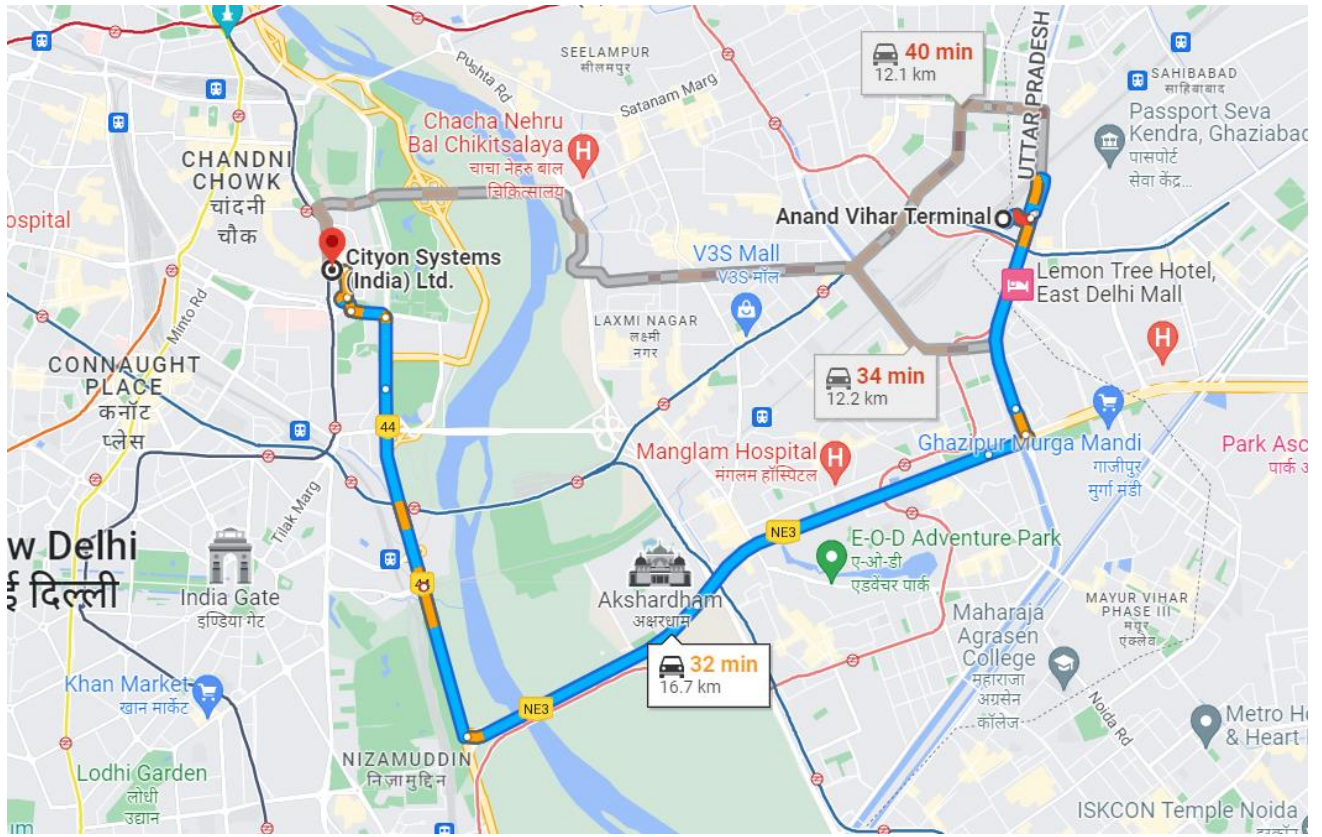 SEELAMPUR
सीलमपुर
40 min
12.1 km
UTTAR PRADESH
SAHIBABAD
साहिबाबाद
Pushta Rd
Satanam Marg
Passport Seva
Kendra, Ghaziabad
पासपोर्ट
सेवा केंद्र...
Chacha Nehru
Bal Chikitsalaya
चाचा नेहरु बाल
चिकित्सालय
H
CHANDNI
CHOWK
चांदनी
चौक
ospital
Anand Vihar Terminal
Cityon Systems
(India) Ltd.
V3S Mall
V3S मॉल
Lemon Tree Hotel,
East Delhi Mall
Minto Rd
LAXMI NAGAR
लक्ष्मी
नगर
H
CONNAUGHT
PLACE
कनॉट
प्लेस
34 min
12.2 km
44
Ghazipur Murga Mandi
गाजीपुर
मुर्गा मंडी
Park Asc
पार्क अ
Manglam Hospital
मंगलम हॉस्पिटल
H
Tilak Marg
NE3
E-O-D Adventure Park
ए-ओ-डी
एडवेंचर पार्क
w Delhi
ई दिल्ली
India Gate
इण्डिया गेट
44
Akshardham
अक्षरधाम
Maharaja
Agrasen
College
महाराजा
अग्रसेन
कॉलेज
MAYUR VIHAR
PHASE III
मयूर
एंक्लेव
32 min
16.7 km
Khan Market
खान मार्केट
NE3
Noida Rd
Metro H
& Heart
NIZAMUDDIN
निज़ामुद्दिन
Lodhi Garden
लोधी
उद्यान
ISKCON Temple Noida
um